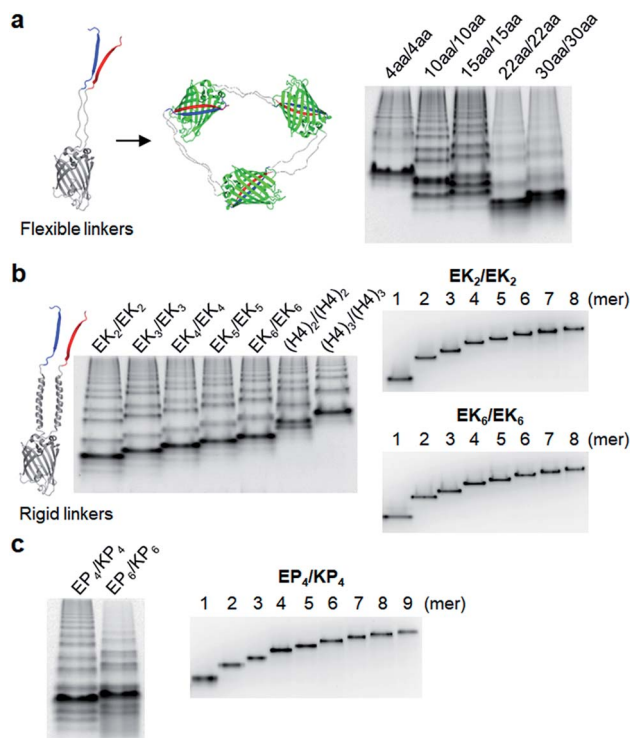 a
4aa/4aa
10aa/10aa
15aa/15aa
22aa/22aa
30aa/30aa
Flexible linkers
b
EK₂/EK₂
EK₃/EK₃
EK₄/EK₄
EK₅/EK₅
EK₆/EK₆
(H4)₂/(H4)₂
(H4)₃/(H4)₃
Rigid linkers
EK₂/EK₂
1 2 3 4 5 6 7 8 (mer)
EK₆/EK₆
1 2 3 4 5 6 7 8 (mer)
c
EP₄/KP₄
EP₆/KP₆
EP₄/KP₄
1 2 3 4 5 6 7 8 9 (mer)